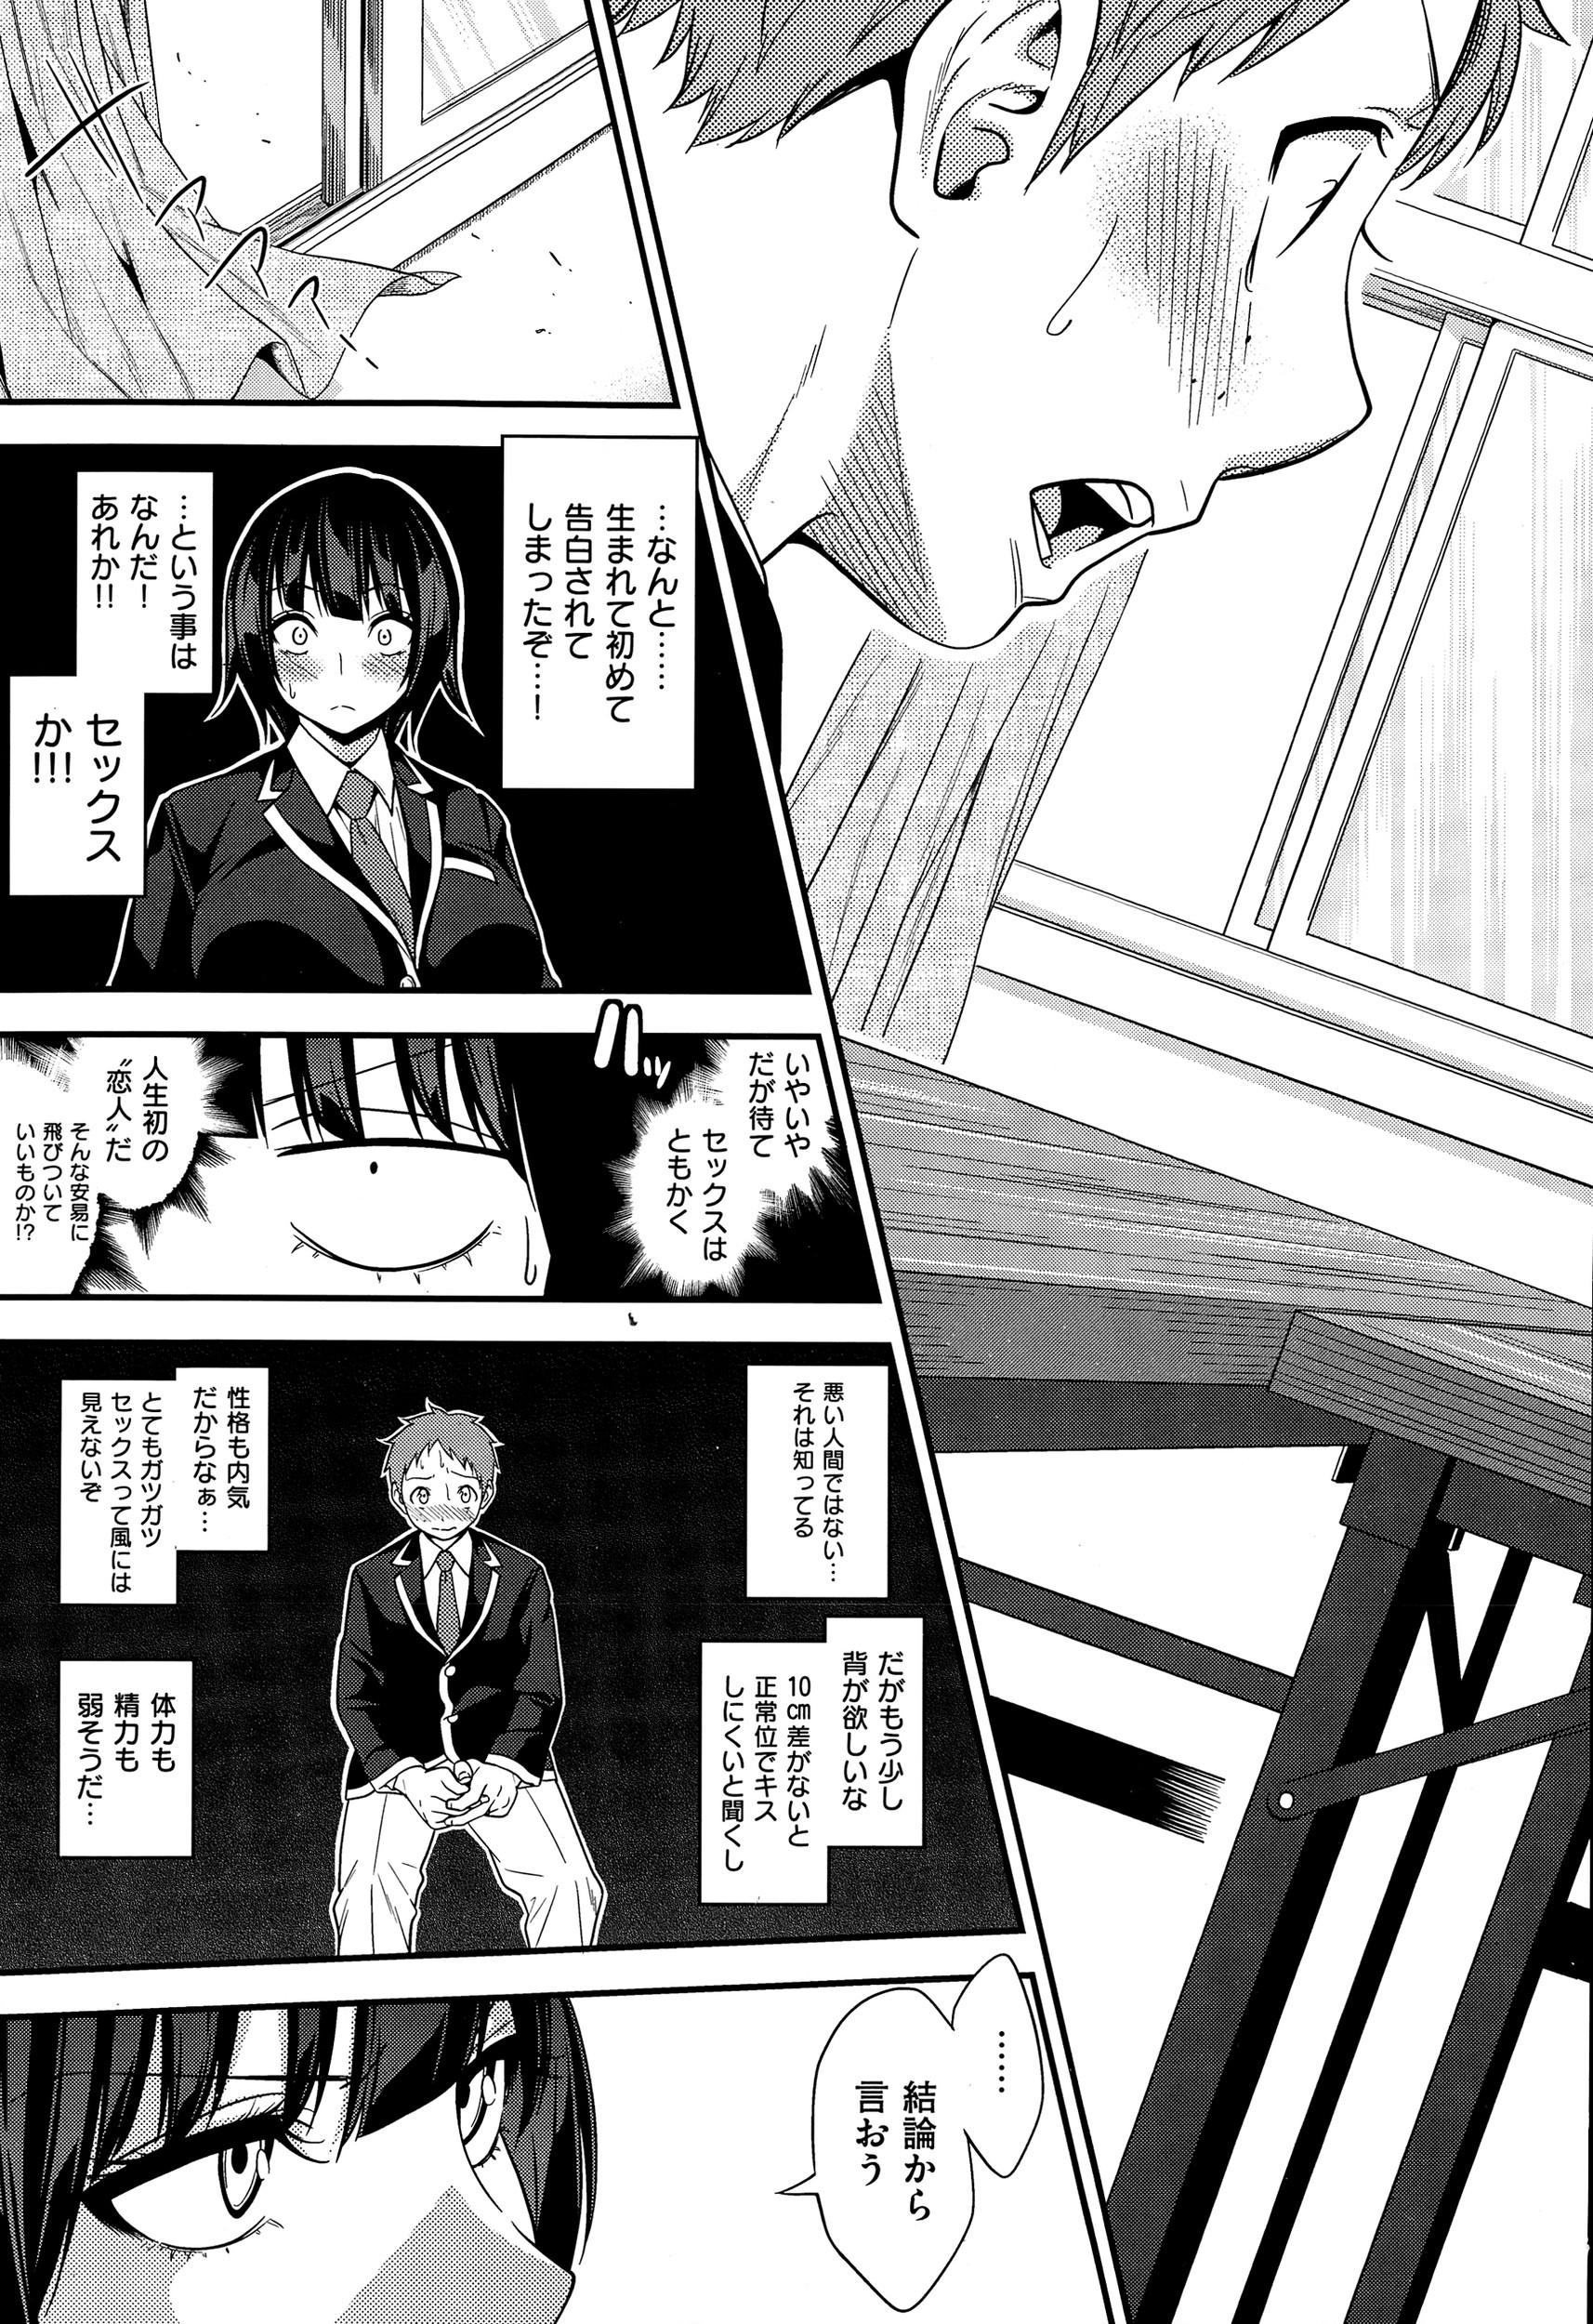 …なんと……
生まれて初めて
告白されて
しまったぞ…！
…という事は
なんだ！
あれか!!
セックス
か!!!
いやいや
だが待て
セックスは
ともかく
人生初の
〝恋人〟だ
そんな安易に
飛びついて
いいものか!?
悪い人間ではない…
それは知ってる
だがもう少し
背が欲しいな
10cm差がないと
正常位でキス
しにくいと聞くし
性格も内気
だからなぁ…
とてもガツガツ
セックスって風には
見えないぞ
体力も
精力も
弱そうだ…
……
結論から
言おう